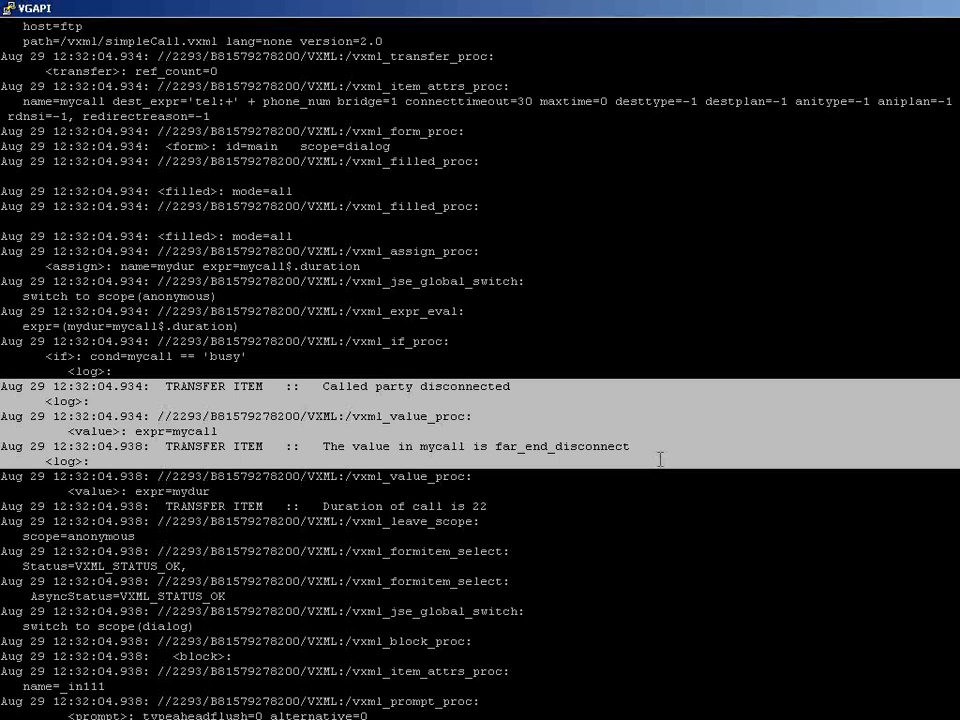 VGAPI
host=ftp
path=/vxml/simpleCall.vxml lang=none version=2.0
Aug 29 12:32:04.934: //2293/B81579278200/VXML:/vxml_transfer_proc:
<transfer>: ref_count=0
Aug 29 12:32:04.934: //2293/B81579278200/VXML:/vxml_item_attrs_proc:
name=mycall dest_expr='tel:+' + phone_num bridge=1 connecttimeout=30 maxtime=0 desttype=-1 destplan=-1 anitype=-1 aniplan=-1
rdnsi=-1, redirectreason=-1
Aug 29 12:32:04.934: //2293/B81579278200/VXML:/vxml_form_proc:
Aug 29 12:32:04.934: <form>: id=main scope=dialog
Aug 29 12:32:04.934: //2293/B81579278200/VXML:/vxml_filled_proc:
Aug 29 12:32:04.934: <filled>: mode=all
Aug 29 12:32:04.934: //2293/B81579278200/VXML:/vxml_filled_proc:
Aug 29 12:32:04.934: <filled>: mode=all
Aug 29 12:32:04.934: //2293/B81579278200/VXML:/vxml_assign_proc:
<assign>: name=mydur expr=mycall$.duration
Aug 29 12:32:04.934: //2293/B81579278200/VXML:/vxml_jse_global_switch:
switch to scope(anonymous)
Aug 29 12:32:04.934: //2293/B81579278200/VXML:/vxml_expr_eval:
expr=(mydur=mycall$.duration)
Aug 29 12:32:04.934: //2293/B81579278200/VXML:/vxml_if_proc:
<if>: cond=mycall == 'busy'
<log>:
Aug 29 12:32:04.934: TRANSFER ITEM :: Called party disconnected
<log>:
Aug 29 12:32:04.934: //2293/B81579278200/VXML:/vxml_value_proc:
<value>: expr=mycall
Aug 29 12:32:04.938: TRANSFER ITEM :: The value in mycall is far_end_disconnect
<log>:
Aug 29 12:32:04.938: //2293/B81579278200/VXML:/vxml_value_proc:
<value>: expr=mydur
Aug 29 12:32:04.938: TRANSFER ITEM :: Duration of call is 22
Aug 29 12:32:04.938: //2293/B81579278200/VXML:/vxml_leave_scope:
scope=anonymous
Aug 29 12:32:04.938: //2293/B81579278200/VXML:/vxml_formitem_select:
Status=VXML_STATUS_OK,
Aug 29 12:32:04.938: //2293/B81579278200/VXML:/vxml_formitem_select:
AsyncStatus=VXML_STATUS_OK
Aug 29 12:32:04.938: //2293/B81579278200/VXML:/vxml_jse_global_switch:
switch to scope(dialog)
Aug 29 12:32:04.938: //2293/B81579278200/VXML:/vxml_block_proc:
Aug 29 12:32:04.938: <block>:
Aug 29 12:32:04.938: //2293/B81579278200/VXML:/vxml_item_attrs_proc:
name=_in111
Aug 29 12:32:04.938: //2293/B81579278200/VXML:/vxml_prompt_proc:
<prompt>: typeaheadflush=0 alternative=0